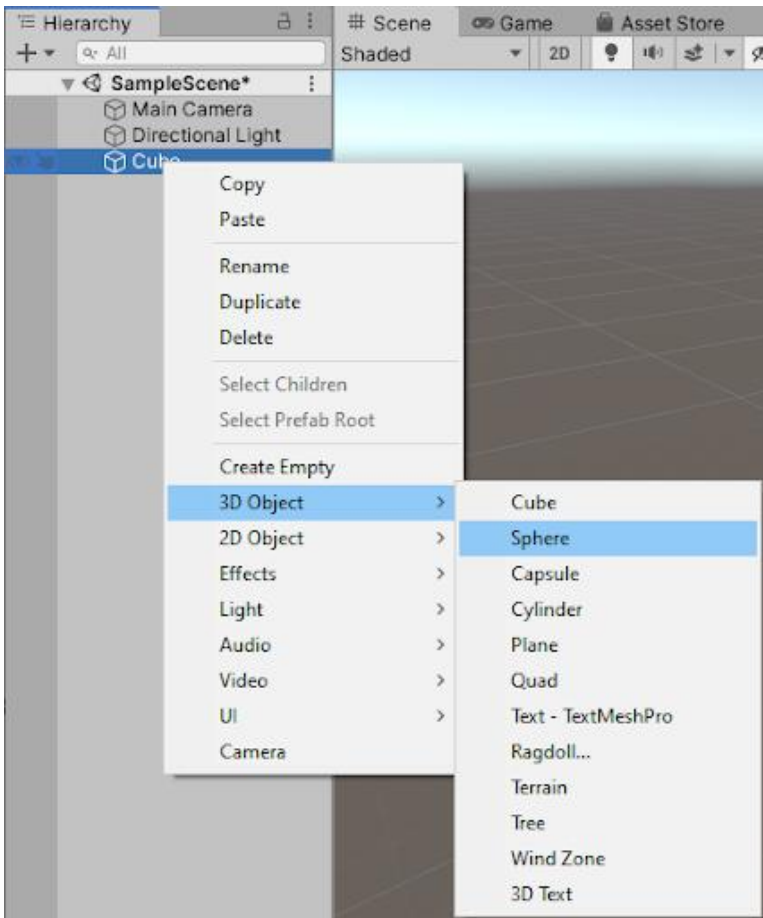 Hierarchy
# Scene
Game
Asset Store
All
Shaded
2D
SampleScene*
Main Camera
Directional Light
Cube
Copy
Paste
Rename
Duplicate
Delete
Select Children
Select Prefab Root
Create Empty
3D Object
2D Object
Effects
Light
Audio
Video
UI
Camera
Cube
Sphere
Capsule
Cylinder
Plane
Quad
Text - TextMeshPro
Ragdoll...
Terrain
Tree
Wind Zone
3D Text